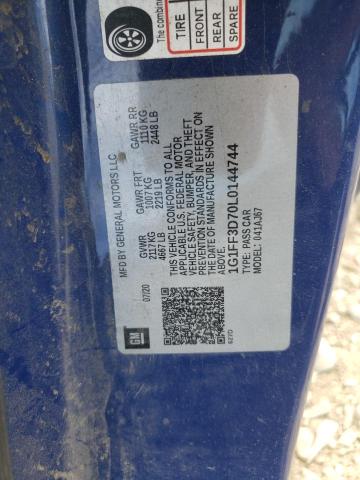 The combine
TIRE
FRONT
REAR
SPARE
MFD BY GENERAL MOTORS LLC
07/20
GVWR
2117 KG
4667 LB
GAWR FRT
1007 KG
2219 LB
GAWR RR
1110 KG
2448 LB
THIS VEHICLE CONFORMS TO ALL
APPLICABLE U.S. FEDERAL MOTOR
VEHICLE SAFETY, BUMPER, AND THEFT
PREVENTION STANDARDS IN EFFECT ON
THE DATE OF MANUFACTURE SHOWN
ABOVE.
1G1FF3D70L0144744
TYPE: PASS CAR
MODEL: 041AJ67
GM